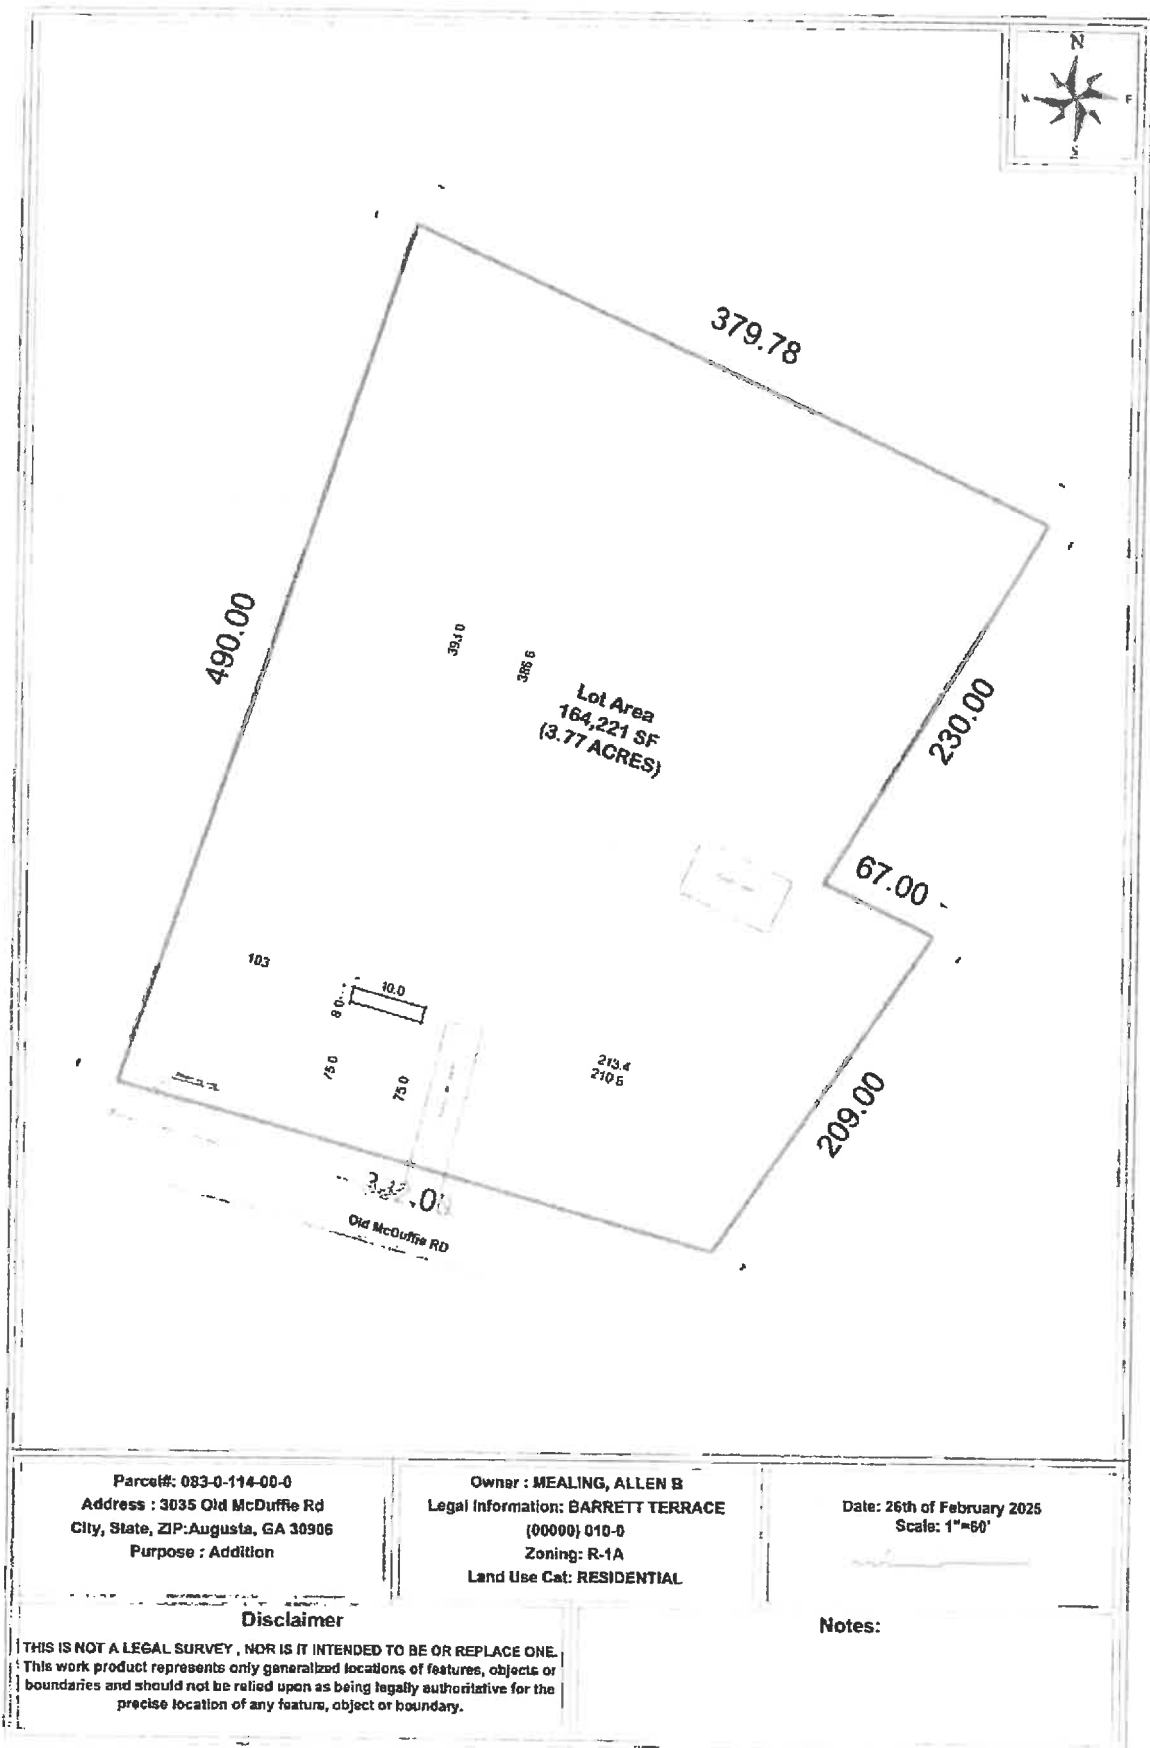 N
S
379.78
490.00
393.0
386.6
Lot Area
164,221 SF
(3.77 ACRES)
230.00
67.00
103
10.0
8.0
75.0
75.0
213.4
210.6
209.00
Old McDuffie RD
Parcel#: 083-0-114-00-0
Address : 3035 Old McDuffie Rd
City, State, ZIP:Augusta, GA 30906
Purpose : Addition
Owner : MEALING, ALLEN B
Legal Information: BARRETT TERRACE
(00000) 010-0
Zoning: R-1A
Land Use Cat: RESIDENTIAL
Date: 26th of February 2025
Scale: 1"=60'
Disclaimer
THIS IS NOT A LEGAL SURVEY , NOR IS IT INTENDED TO BE OR REPLACE ONE.
This work product represents only generalized locations of features, objects or
boundaries and should not be relied upon as being legally authoritative for the
precise location of any feature, object or boundary.
Notes: